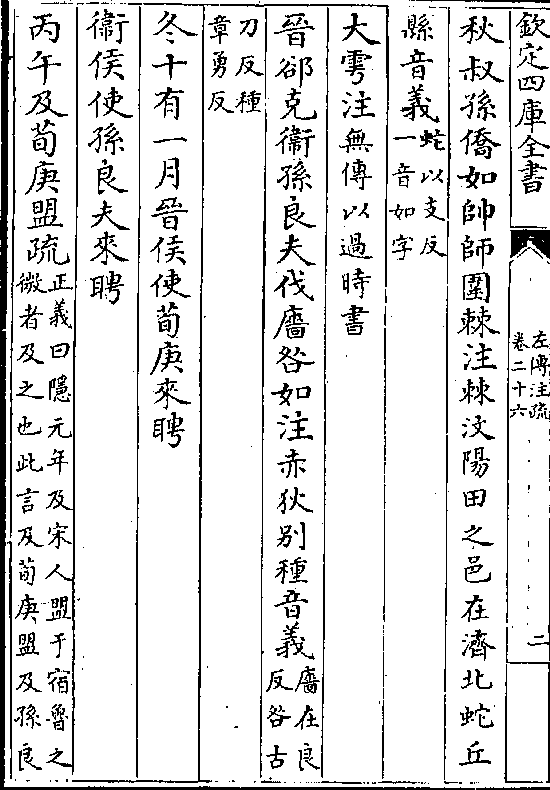 欽定四庫全書
左傳注疏
卷二十六
二
秋叔孫僑如帥師圍棘注棘汶陽田之邑在濟北蛇丘
縣音義蛇以支反
一音如字
大雩注無傳以過時書
晉郤克衞孫良夫伐廧咎如注赤狄別種音義廧在良
反咎古
刀反種
章勇反
冬十有一月晉侯使荀庚來聘
衞侯使孫良夫來聘
丙午及荀庚盟疏正義曰隱元年及宋人盟于宿魯之
微者及之也此言及荀庚盟及孫良